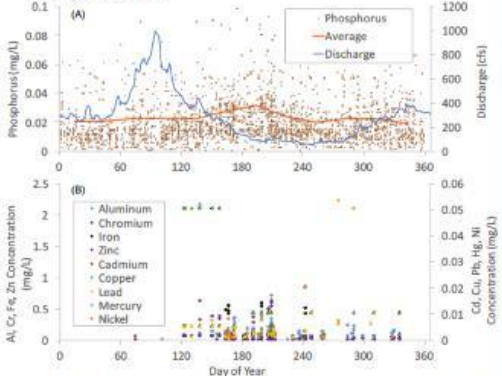 (A)
Phosphorus (mg/L)
0.1
0.08
0.06
0.04
0.02
0
Phosphorus
Average
Discharge
1200
1000
800
600
400
200
0
Discharge (cfs)
0 60 120 180 240 300 360
(B)
Al, Cr, Fe, Zn Concentration
(mg/L)
2.5
2
1.5
1
0.5
0
Aluminum
Chromium
Iron
Zinc
Cadmium
Copper
Lead
Mercury
Nickel
0.06
0.05
0.04
0.03
0.02
0.01
0
Cd, Cu, Pb, Hg, Ni
Concentration (mg/L)
0 60 120 180 240 300 360
Day of Year